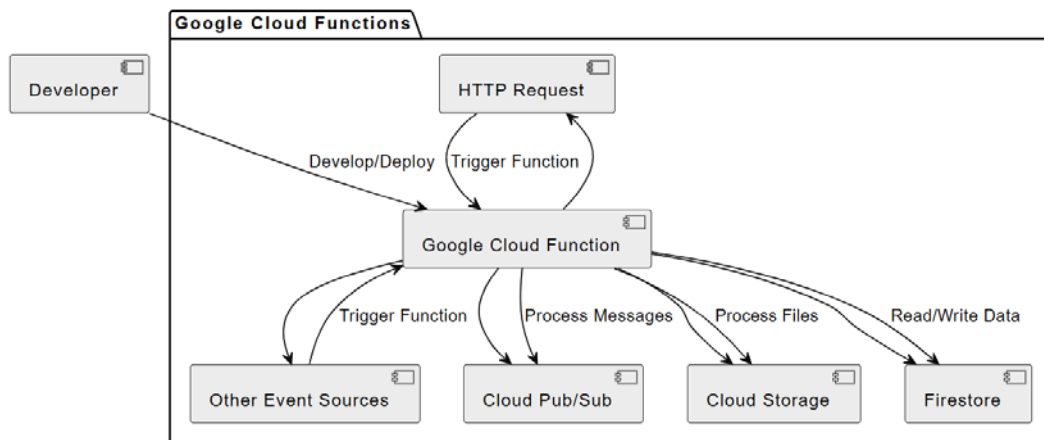 Google Cloud Functions
Developer
HTTP Request
Develop/Deploy
Trigger Function
Google Cloud Function
Trigger Function
Process Messages
Process Files
Read/Write Data
Other Event Sources
Cloud Pub/Sub
Cloud Storage
Firestore